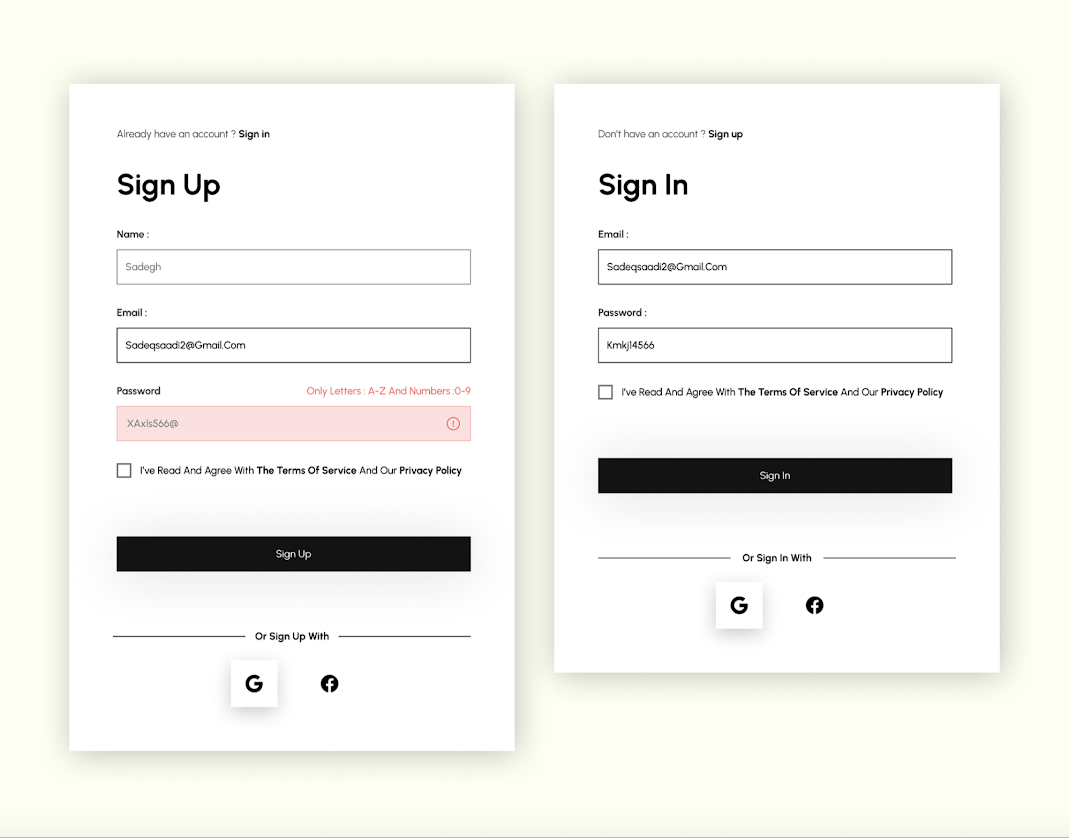 Already have an account ? Sign in
Sign Up
Name :
Sadegh
Email :
Sadeqsaadi2@Gmail.Com
Password
Only Letters : A-Z And Numbers :0-9
XAxls566@
I've Read And Agree With The Terms Of Service And Our Privacy Policy
Sign Up
Or Sign Up With
Don't have an account ? Sign up
Sign In
Email :
Sadeqsaadi2@Gmail.Com
Password :
Kmkj14566
I've Read And Agree With The Terms Of Service And Our Privacy Policy
Sign In
Or Sign In With